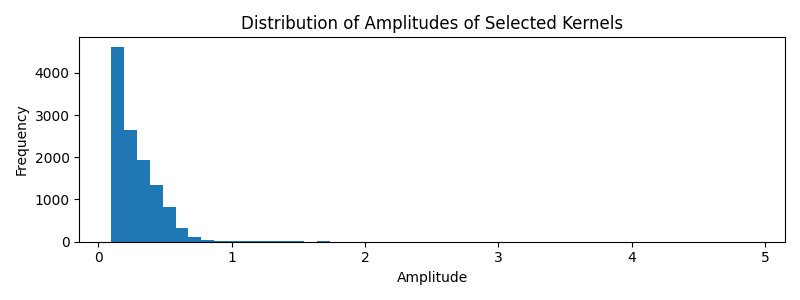 Distribution of Amplitudes of Selected Kernels
Frequency
4000
3000
2000
1000
0
0 1 2 3 4 5
Amplitude